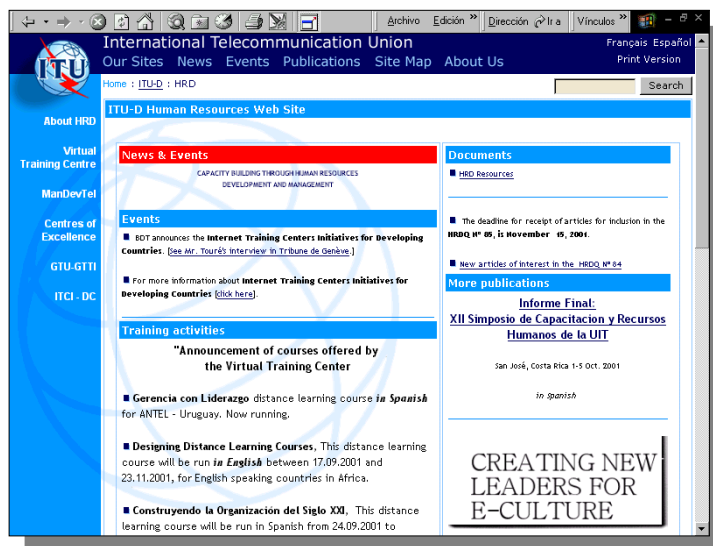 Archivo Edición » Dirección Ir a Vínculos »
International Telecommunication Union
Français Español
Our Sites News Events Publications Site Map About Us
Print Version
ITU
Home : ITU-D : HRD
Search
ITU-D Human Resources Web Site
About HRD
Virtual
Training Centre
ManDevTel
Centres of
Excellence
GTU-GTTI
ITCI - DC
News & Events
CAPACITY BUILDING THROUGH HUMAN RESOURCES
DEVELOPMENT AND MANAGEMENT
Events
BDT announces the Internet Training Centers Initiatives for Developing
Countries. [See Mr. Touré's interview in Tribune de Genève.]
For more information about Internet Training Centers Initiatives for
Developing Countries [click here].
Training activities
"Announcement of courses offered by
the Virtual Training Center
Gerencia con Liderazgo distance learning course in Spanish
for ANTEL - Uruguay. Now running.
Designing Distance Learning Courses, This distance learning
course will be run in English between 17.09.2001 and
23.11.2001, for English speaking countries in Africa.
Construyendo la Organización del Siglo XXI, This distance
learning course will be run in Spanish from 24.09.2001 to
Documents
HRD Resources
The deadline for receipt of articles for inclusion in the
HRDQ Nº 85, is November 15, 2001.
New articles of interest in the HRDQ Nº 84
More publications
Informe Final:
XII Simposio de Capacitacion y Recursos
Humanos de la UIT
San José, Costa Rica 1-5 Oct. 2001
in Spanish
CREATING NEW
LEADERS FOR
E-CULTURE